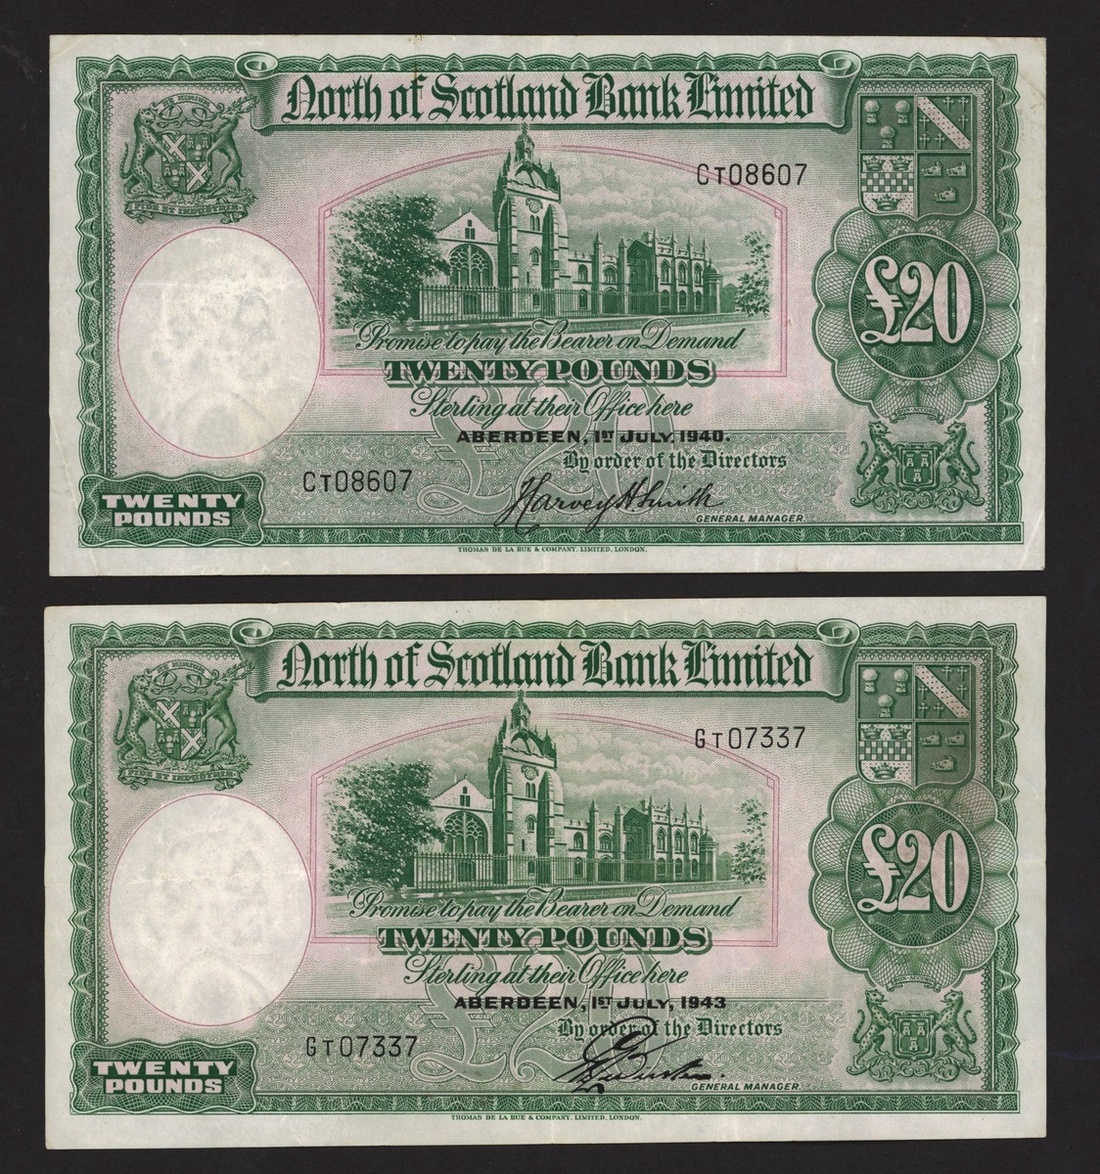 North of Scotland Bank Limited
CT08607
£20
Promise to pay the Bearer on Demand
TWENTY POUNDS
Sterling at their Office here
ABERDEEN, 1ST JULY, 1940.
By order of the Directors
CT08607
Harvey H. Smith
GENERAL MANAGER
TWENTY
POUNDS
THOMAS DE LA RUE & COMPANY, LIMITED, LONDON.
North of Scotland Bank Limited
GT07337
£20
Promise to pay the Bearer on Demand
TWENTY POUNDS
Sterling at their Office here
ABERDEEN, 1ST JULY, 1943
By order of the Directors
GT07337
GENERAL MANAGER.
TWENTY
POUNDS
THOMAS DE LA RUE & COMPANY, LIMITED, LONDON.